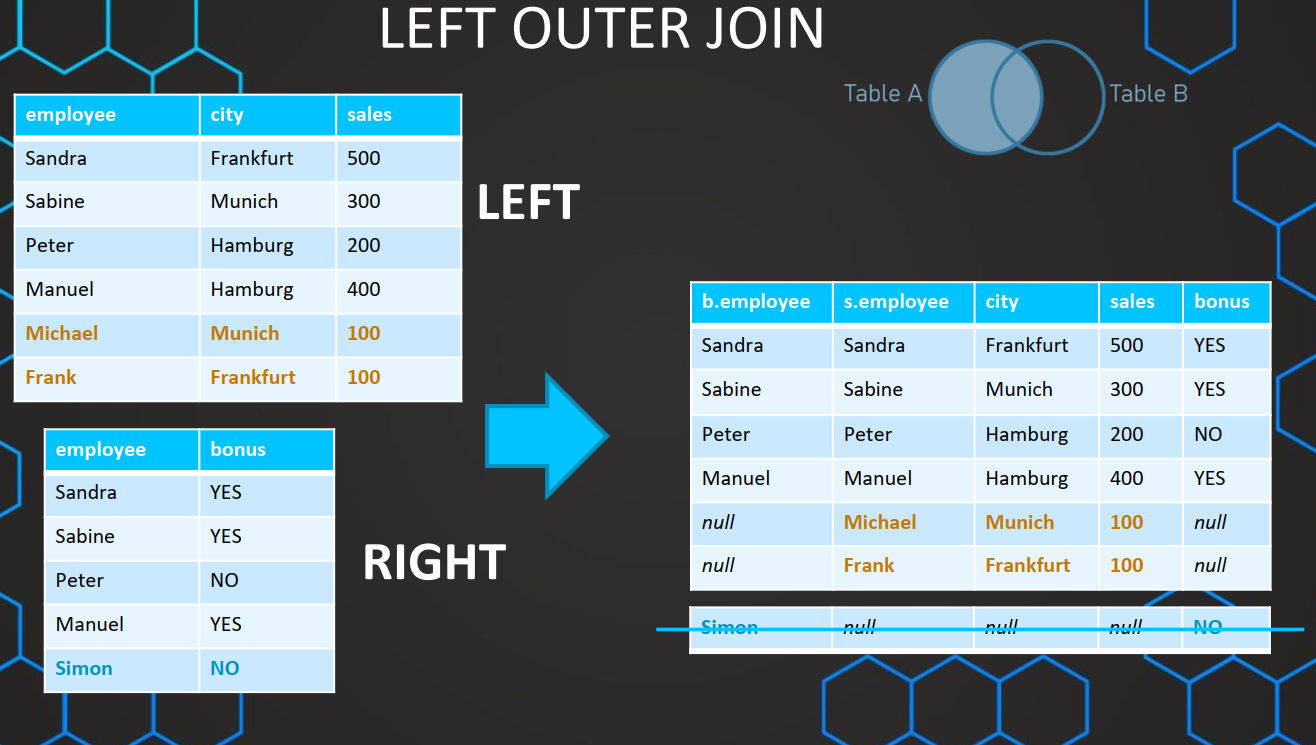 LEFT OUTER JOIN
Table A Table B
employee city sales
Sandra Frankfurt 500
Sabine Munich 300
Peter Hamburg 200
Manuel Hamburg 400
Michael Munich 100
Frank Frankfurt 100
LEFT
employee bonus
Sandra YES
Sabine YES
Peter NO
Manuel YES
Simon NO
RIGHT
b.employee s.employee city sales bonus
Sandra Sandra Frankfurt 500 YES
Sabine Sabine Munich 300 YES
Peter Peter Hamburg 200 NO
Manuel Manuel Hamburg 400 YES
null Michael Munich 100 null
null Frank Frankfurt 100 null
Simon null null null NO